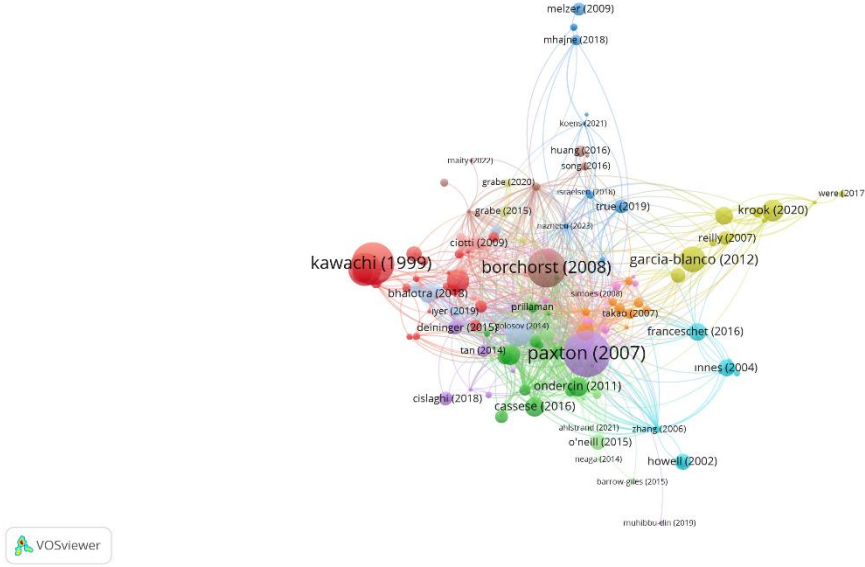 melzer (2009)
mhajne (2018)
koens (2021)
huang (2016)
maity (2022)
song (2016)
grabe (2020)
israelsen (2018)
were (2017
true (2019)
grabe (2015)
krook (2020)
nazneen (2023)
reilly (2007)
ciotti (2009)
kawachi (1999)
borchorst (2008)
garcia-blanco (2012)
bhalotra (2018)
simoes (2008)
iyer (2019)
prillaman
takao (2007)
deininger (2015)
golosov (2014)
franceschet (2016)
tan (2014)
paxton (2007)
innes (2004)
ondercin (2011)
cislaghi (2018)
cassese (2016)
ahlstrand (2021)
zhang (2006)
o'neill (2015)
neaga (2014)
howell (2002)
barrow-giles (2015)
muhibbu-din (2019)
VOSviewer